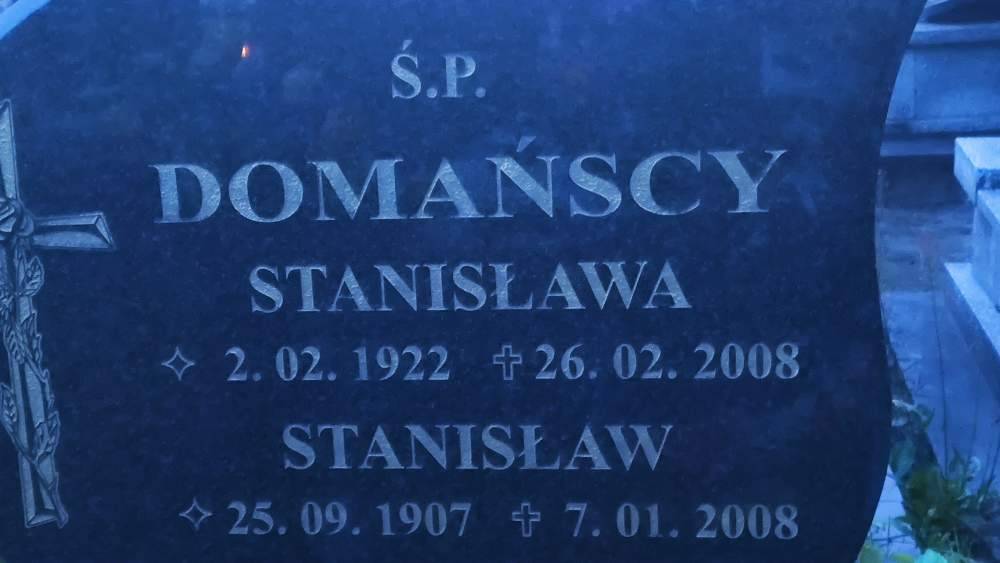 Ś.P.
DOMAŃSCY
STANISŁAWA
✧ 2. 02. 1922 ✝ 26. 02. 2008
STANISŁAW
✧ 25. 09. 1907 ✝ 7. 01. 2008